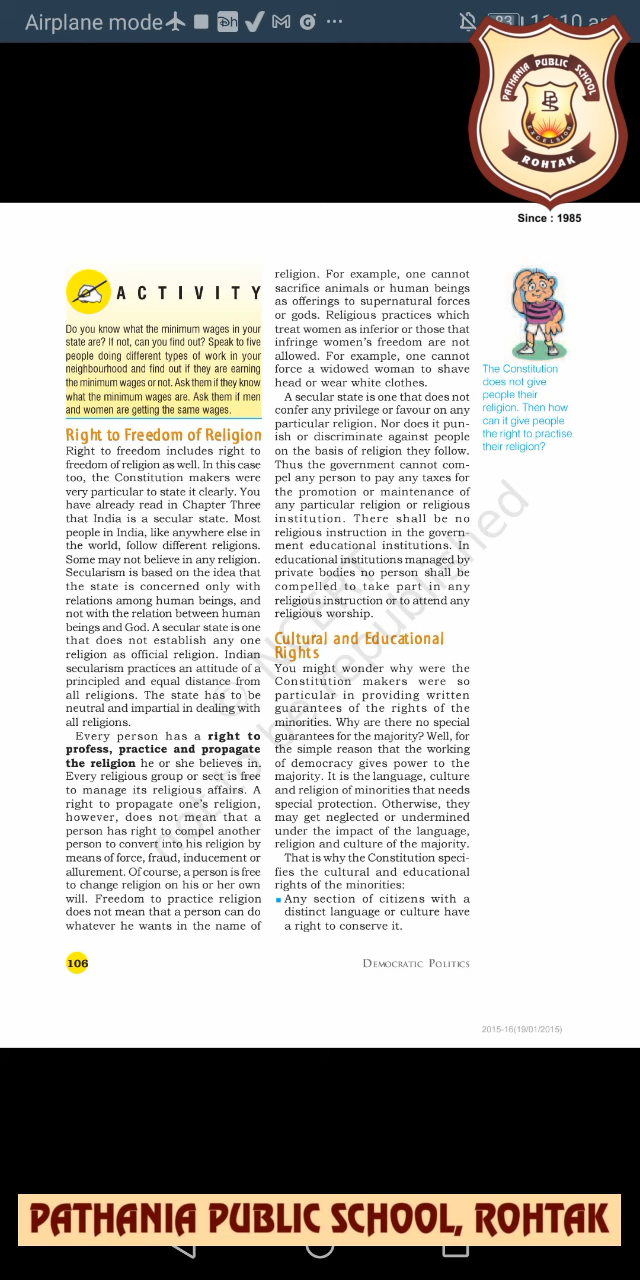 Airplane mode
PATHANIA PUBLIC SCHOOL
EXCELSIOR
ROHTAK
Since : 1985
ACTIVITY
Do you know what the minimum wages in your
state are? If not, can you find out? Speak to five
people doing different types of work in your
neighbourhood and find out if they are earning
the minimum wages or not. Ask them if they know
what the minimum wages are. Ask them if men
and women are getting the same wages.
Right to Freedom of Religion
Right to freedom includes right to
freedom of religion as well. In this case
too, the Constitution makers were
very particular to state it clearly. You
have already read in Chapter Three
that India is a secular state. Most
people in India, like anywhere else in
the world, follow different religions.
Some may not believe in any religion.
Secularism is based on the idea that
the state is concerned only with
relations among human beings, and
not with the relation between human
beings and God. A secular state is one
that does not establish any one
religion as official religion. Indian
secularism practices an attitude of a
principled and equal distance from
all religions. The state has to be
neutral and impartial in dealing with
all religions.
Every person has a right to
profess, practice and propagate
the religion he or she believes in.
Every religious group or sect is free
to manage its religious affairs. A
right to propagate one's religion,
however, does not mean that a
person has right to compel another
person to convert into his religion by
means of force, fraud, inducement or
allurement. Of course, a person is free
to change religion on his or her own
will. Freedom to practice religion
does not mean that a person can do
whatever he wants in the name of
religion. For example, one cannot
sacrifice animals or human beings
as offerings to supernatural forces
or gods. Religious practices which
treat women as inferior or those that
infringe women's freedom are not
allowed. For example, one cannot
force a widowed woman to shave
head or wear white clothes.
A secular state is one that does not
confer any privilege or favour on any
particular religion. Nor does it pun-
ish or discriminate against people
on the basis of religion they follow.
Thus the government cannot com-
pel any person to pay any taxes for
the promotion or maintenance of
any particular religion or religious
institution. There shall be no
religious instruction in the govern-
ment educational institutions. In
educational institutions managed by
private bodies no person shall be
compelled to take part in any
religious instruction or to attend any
religious worship.
Cultural and Educational
Rights
You might wonder why were the
Constitution makers were so
particular in providing written
guarantees of the rights of the
minorities. Why are there no special
guarantees for the majority? Well, for
the simple reason that the working
of democracy gives power to the
majority. It is the language, culture
and religion of minorities that needs
special protection. Otherwise, they
may get neglected or undermined
under the impact of the language,
religion and culture of the majority.
That is why the Constitution speci-
fies the cultural and educational
rights of the minorities:
Any section of citizens with a
distinct language or culture have
a right to conserve it.
The Constitution
does not give
people their
religion. Then how
can it give people
the right to practise
their religion?
© NCERT
not to be republished
106
DEMOCRATIC POLITICS
2015-16(19/01/2015)
PATHANIA PUBLIC SCHOOL, ROHTAK